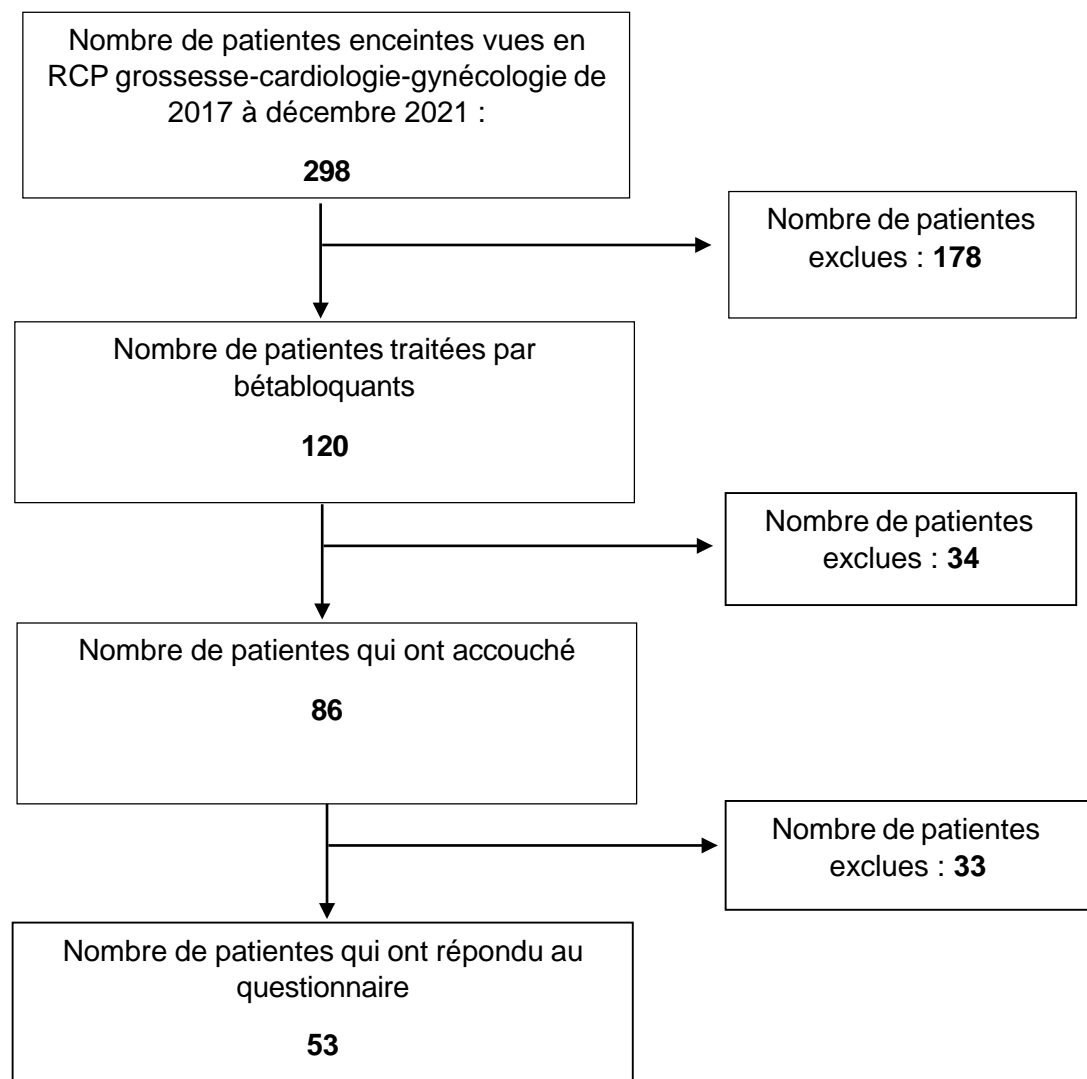 Nombre de patientes enceintes vues en
RCP grossesse-cardiologie-gynécologie de
2017 à décembre 2021 :
298
Nombre de patientes
exclues : 178
Nombre de patientes traitées par
bétabloquants
120
Nombre de patientes
exclues : 34
Nombre de patientes qui ont accouché
86
Nombre de patientes
exclues : 33
Nombre de patientes qui ont répondu au
questionnaire
53